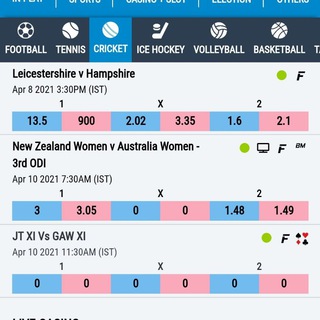 FOOTBALL TENNIS CRICKET ICE HOCKEY VOLLEYBALL BASKETBALL
Leicestershire v Hampshire F
Apr 8 2021 3:30PM (IST)
1 X 2
13.5 900 2.02 3.35 1.6 2.1
New Zealand Women v Australia Women - F BM
3rd ODI
Apr 10 2021 7:30AM (IST)
1 X 2
3 3.05 0 0 1.48 1.49
JT XI Vs GAW XI F
Apr 10 2021 11:30AM (IST)
1 X 2
0 0 0 0 0 0